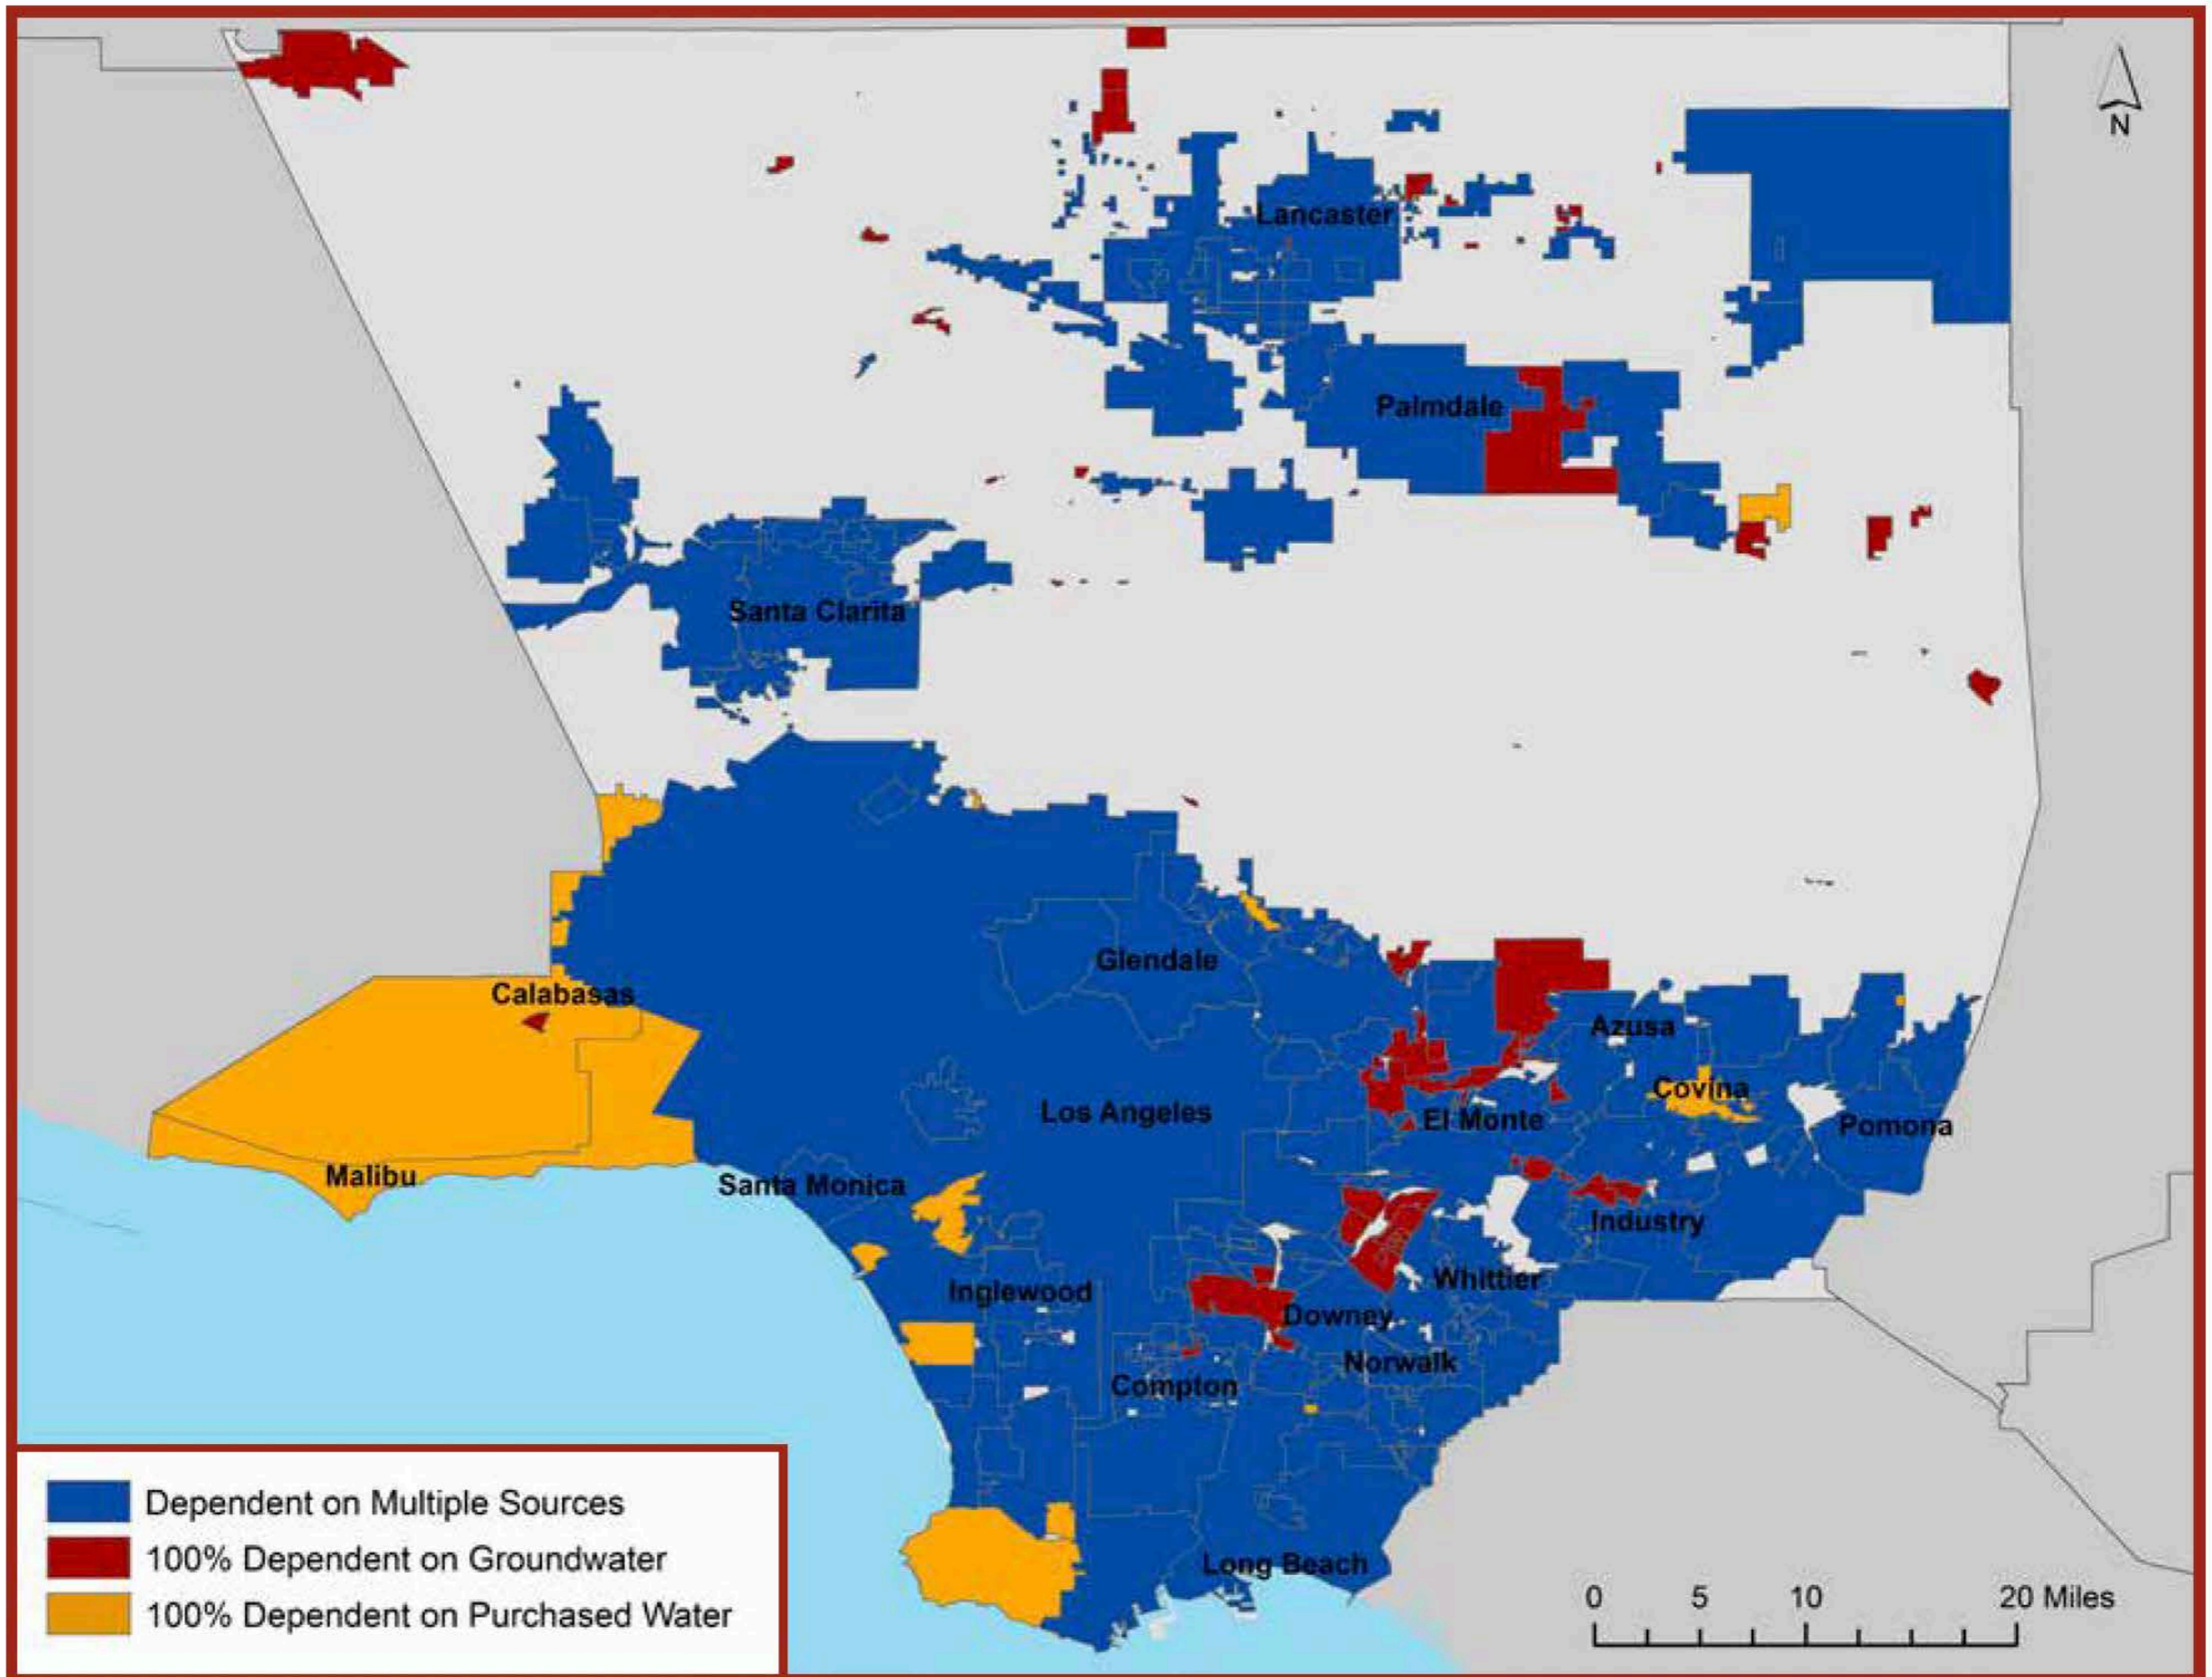 N
Lancaster
Palmdale
Santa Clarita
Glendale
Calabasas
Azusa
Covina
Los Angeles
El Monte
Pomona
Malibu
Santa Monica
Industry
Whittier
Inglewood
Downey
Norwalk
Compton
Long Beach
Dependent on Multiple Sources
100% Dependent on Groundwater
100% Dependent on Purchased Water
0 5 10 20 Miles